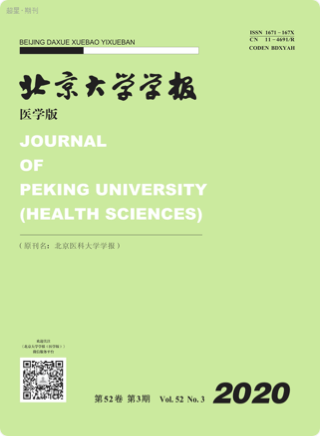 ISSN 1671-167X
CN 11-4691/R
CODEN BDXYAH
BEIJING DAXUE XUEBAO YIXUEBAN
北京大学学报
医学版
JOURNAL
OF
PEKING UNIVERSITY
(HEALTH SCIENCES)
(原刊名:北京医科大学学报)
第52卷 第3期 Vol. 52 No. 3 2020